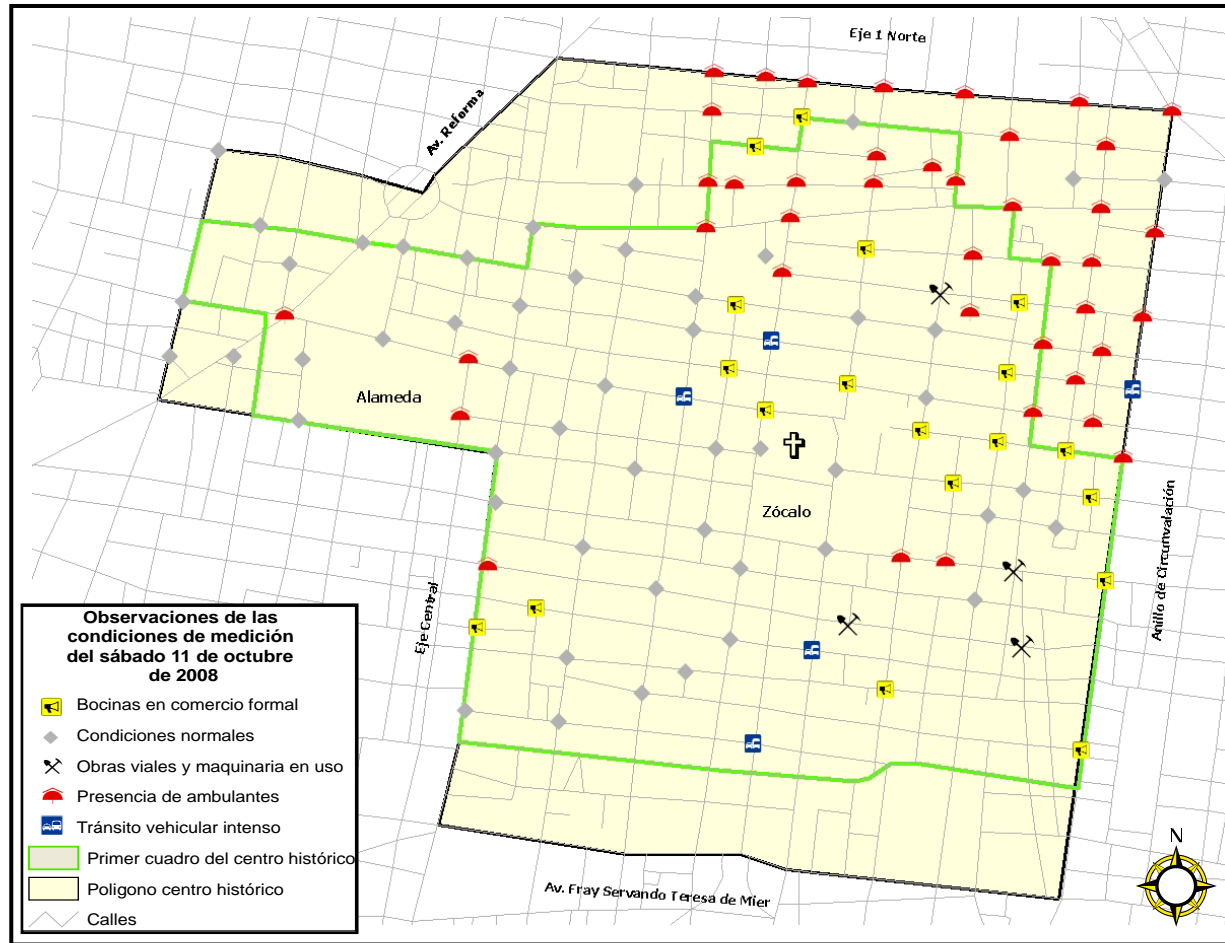 Eje 1 Norte
Av. Reforma
Alameda
Zócalo
Eje Central
Anillo de Circunvalación
Av. Fray Servando Teresa de Mier
Observaciones de las
condiciones de medición
del sábado 11 de octubre
de 2008
Bocinas en comercio formal
Condiciones normales
Obras viales y maquinaria en uso
Presencia de ambulantes
Tránsito vehicular intenso
Primer cuadro del centro histórico
Poligono centro histórico
Calles
N